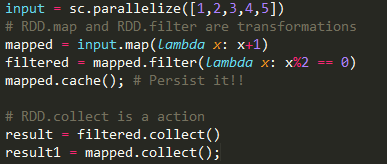 input = sc.parallelize([1,2,3,4,5])
# RDD.map and RDD.filter are transformations
mapped = input.map(lambda x: x+1)
filtered = mapped.filter(lambda x: x%2 == 0)
mapped.cache(); # Persist it!!
# RDD.collect is a action
result = filtered.collect()
result1 = mapped.collect();